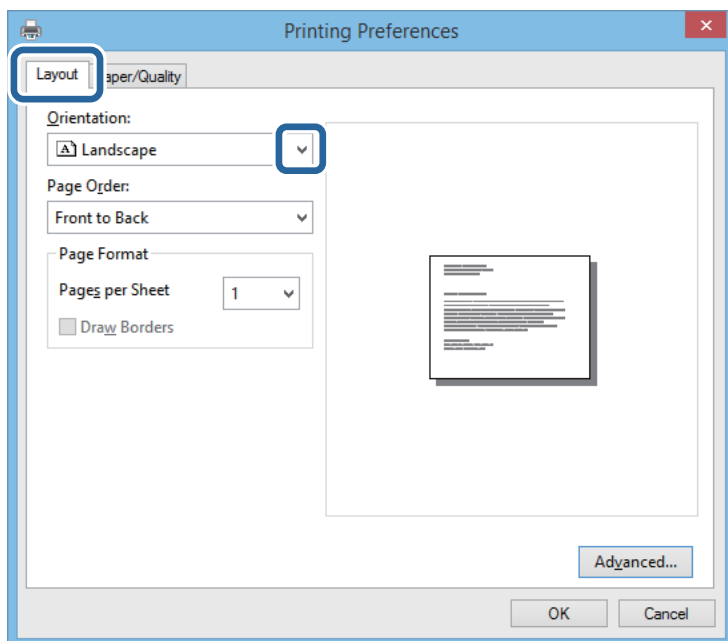 Printing Preferences
Layout aper/Quality
Orientation:
Landscape
Page Order:
Front to Back
Page Format
Pages per Sheet 1
Draw Borders
Advanced...
OK Cancel